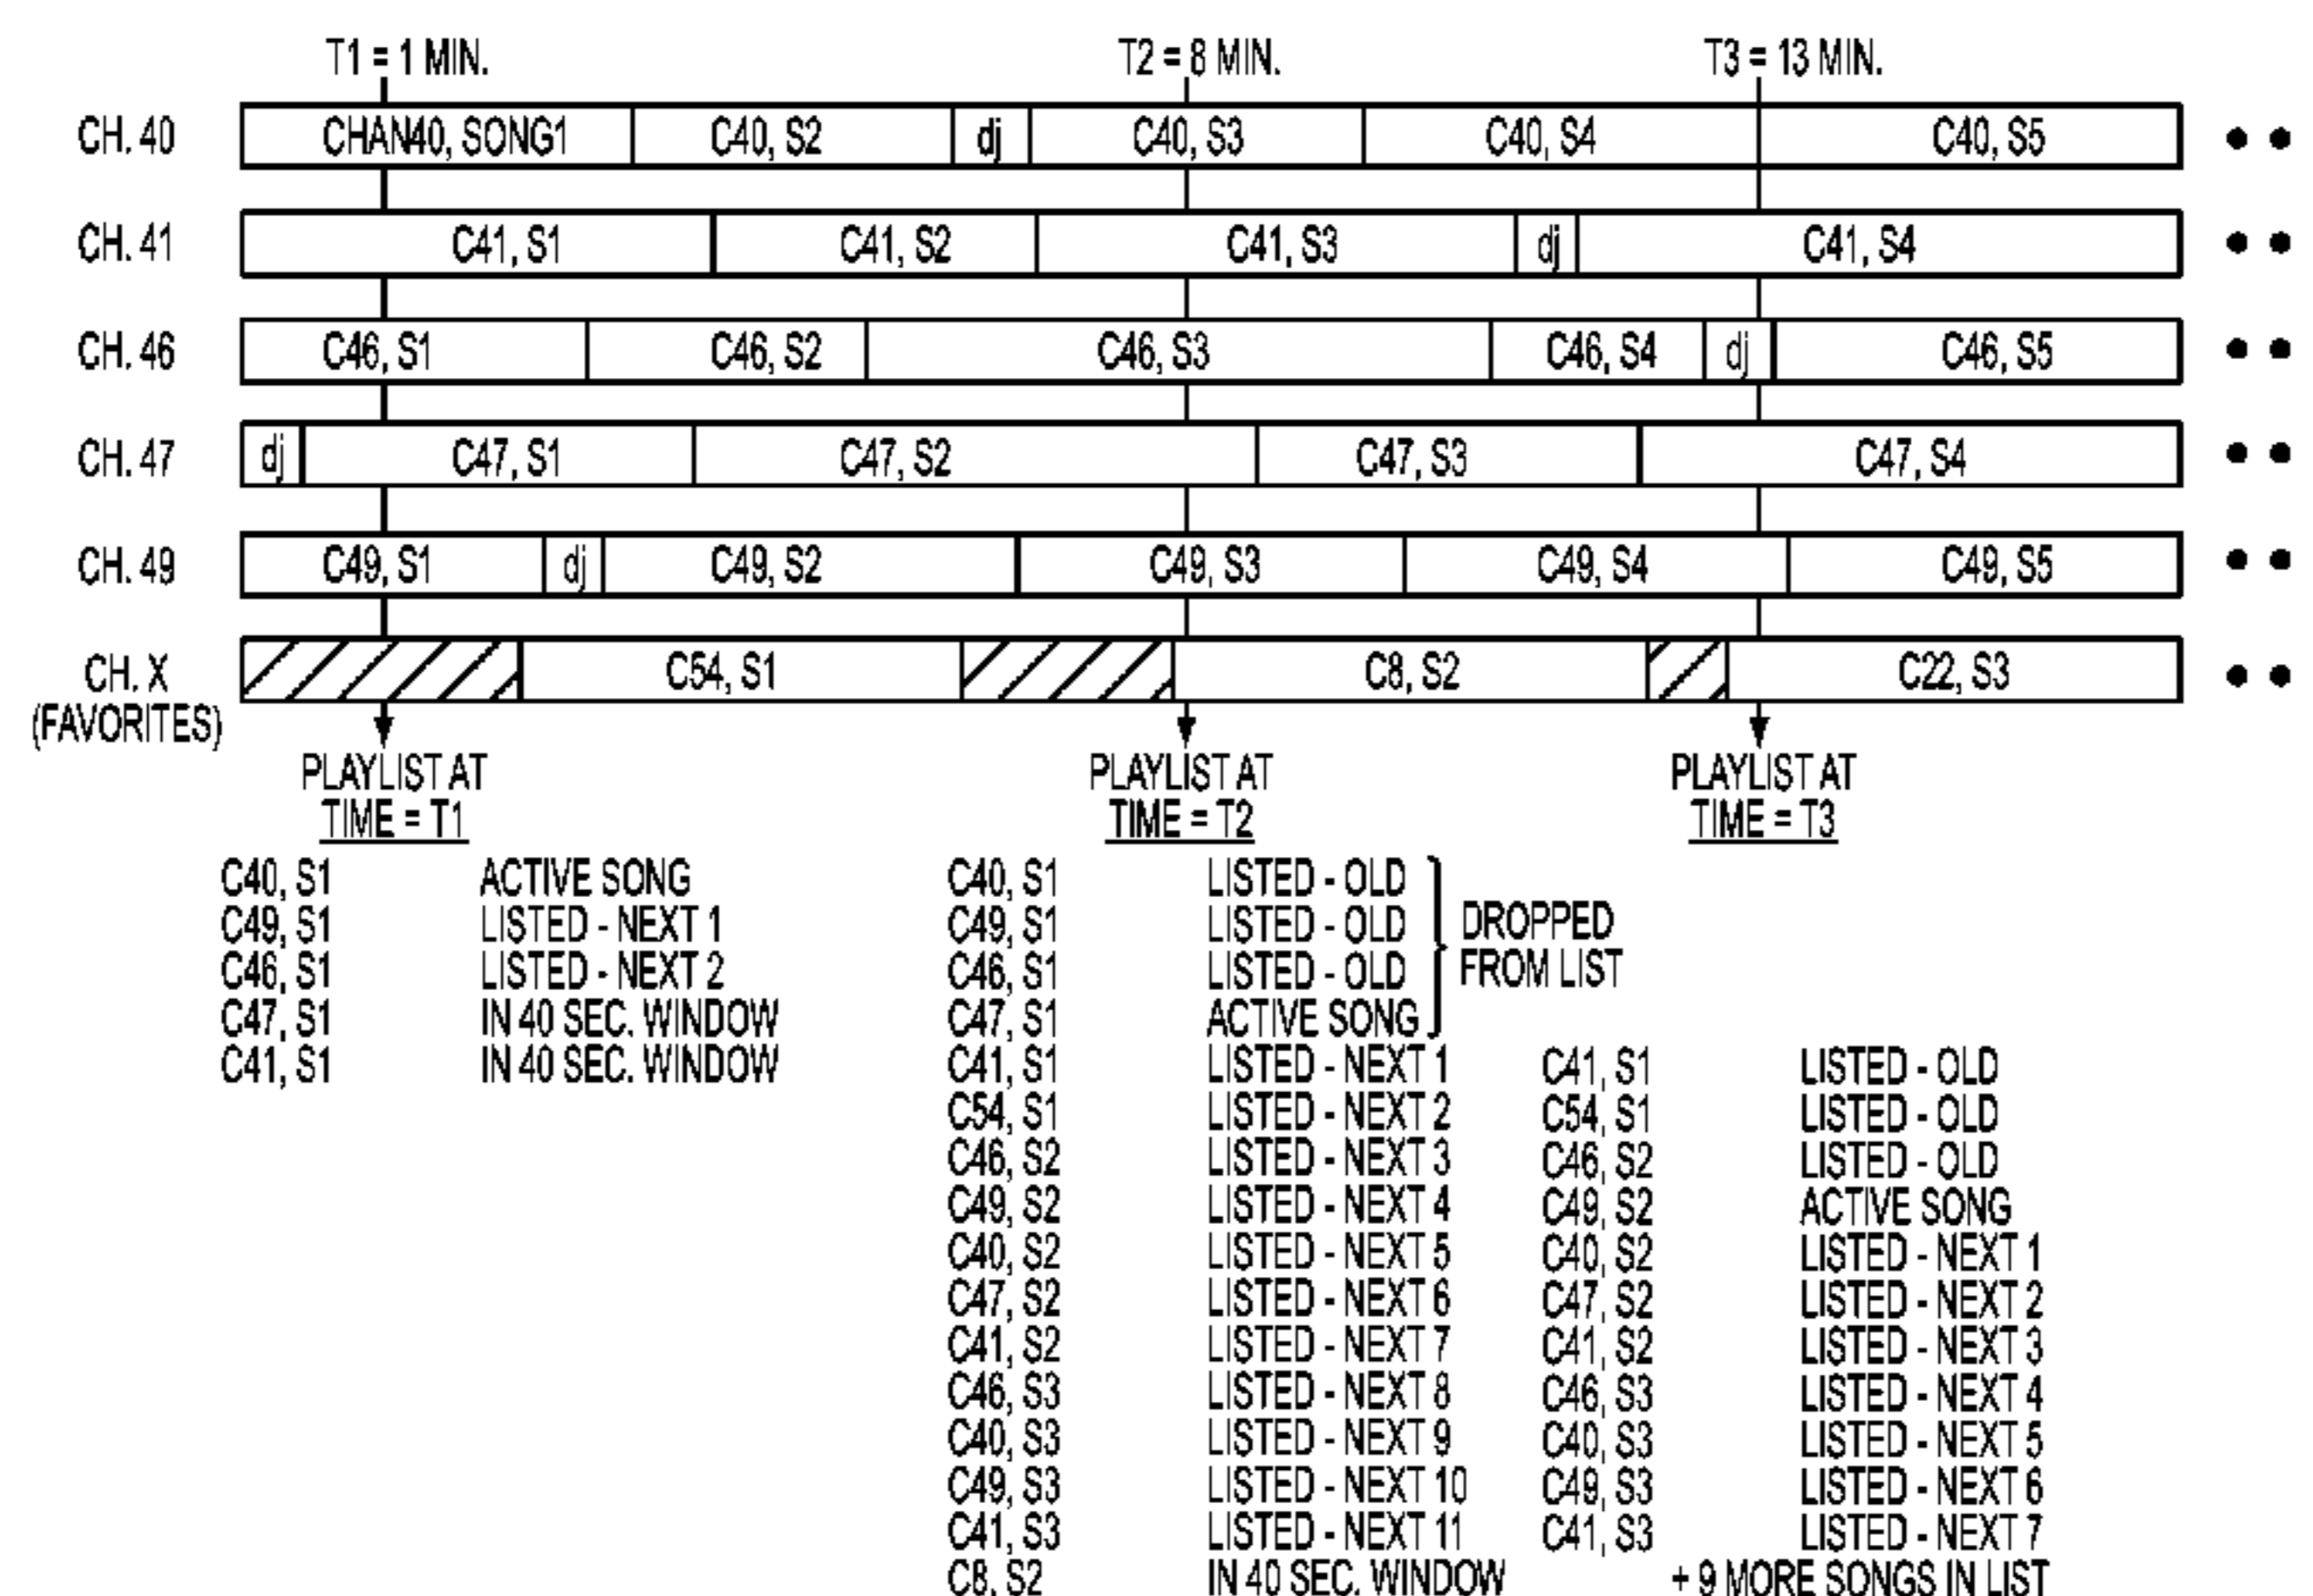 T1 = 1 MIN. T2 = 8 MIN. T3 = 13 MIN.
CH. 40 CHAN40, SONG1 C40, S2 dj C40, S3 C40, S4 C40, S5
CH. 41 C41, S1 C41, S2 C41, S3 dj C41, S4
CH. 46 C46, S1 C46, S2 C46, S3 C46, S4 dj C46, S5
CH. 47 dj C47, S1 C47, S2 C47, S3 C47, S4
CH. 49 C49, S1 dj C49, S2 C49, S3 C49, S4 C49, S5
CH. X C54, S1 C8, S2 C22, S3
(FAVORITES)
PLAYLIST AT
TIME = T1
C40, S1 ACTIVE SONG
C49, S1 LISTED - NEXT 1
C46, S1 LISTED - NEXT 2
C47, S1 IN 40 SEC. WINDOW
C41, S1 IN 40 SEC. WINDOW
PLAYLIST AT
TIME = T2
C40, S1 LISTED - OLD
C49, S1 LISTED - OLD
C46, S1 LISTED - OLD
C47, S1 ACTIVE SONG
DROPPED
FROM LIST
C41, S1 LISTED - NEXT 1
C54, S1 LISTED - NEXT 2
C46, S2 LISTED - NEXT 3
C49, S2 LISTED - NEXT 4
C40, S2 LISTED - NEXT 5
C47, S2 LISTED - NEXT 6
C41, S2 LISTED - NEXT 7
C46, S3 LISTED - NEXT 8
C40, S3 LISTED - NEXT 9
C49, S3 LISTED - NEXT 10
C41, S3 LISTED - NEXT 11
C8, S2 IN 40 SEC. WINDOW
PLAYLIST AT
TIME = T3
C41, S1 LISTED - OLD
C54, S1 LISTED - OLD
C46, S2 LISTED - OLD
C49, S2 ACTIVE SONG
C40, S2 LISTED - NEXT 1
C47, S2 LISTED - NEXT 2
C41, S2 LISTED - NEXT 3
C46, S3 LISTED - NEXT 4
C40, S3 LISTED - NEXT 5
C49, S3 LISTED - NEXT 6
C41, S3 LISTED - NEXT 7
+ 9 MORE SONGS IN LIST